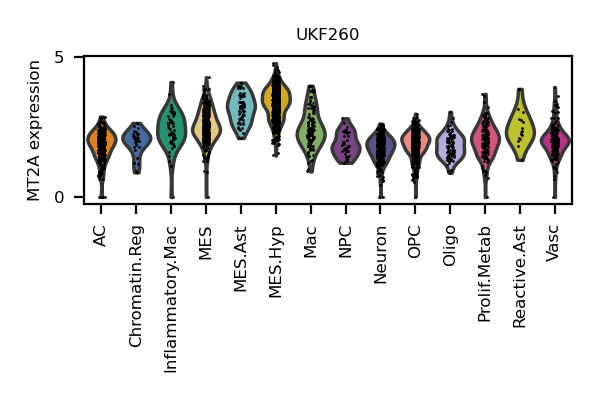 UKF260
MT2A expression
5
0
AC
Chromatin.Reg
Inflammatory.Mac
MES
MES.Ast
MES.Hyp
Mac
NPC
Neuron
OPC
Oligo
Prolif.Metab
Reactive.Ast
Vasc